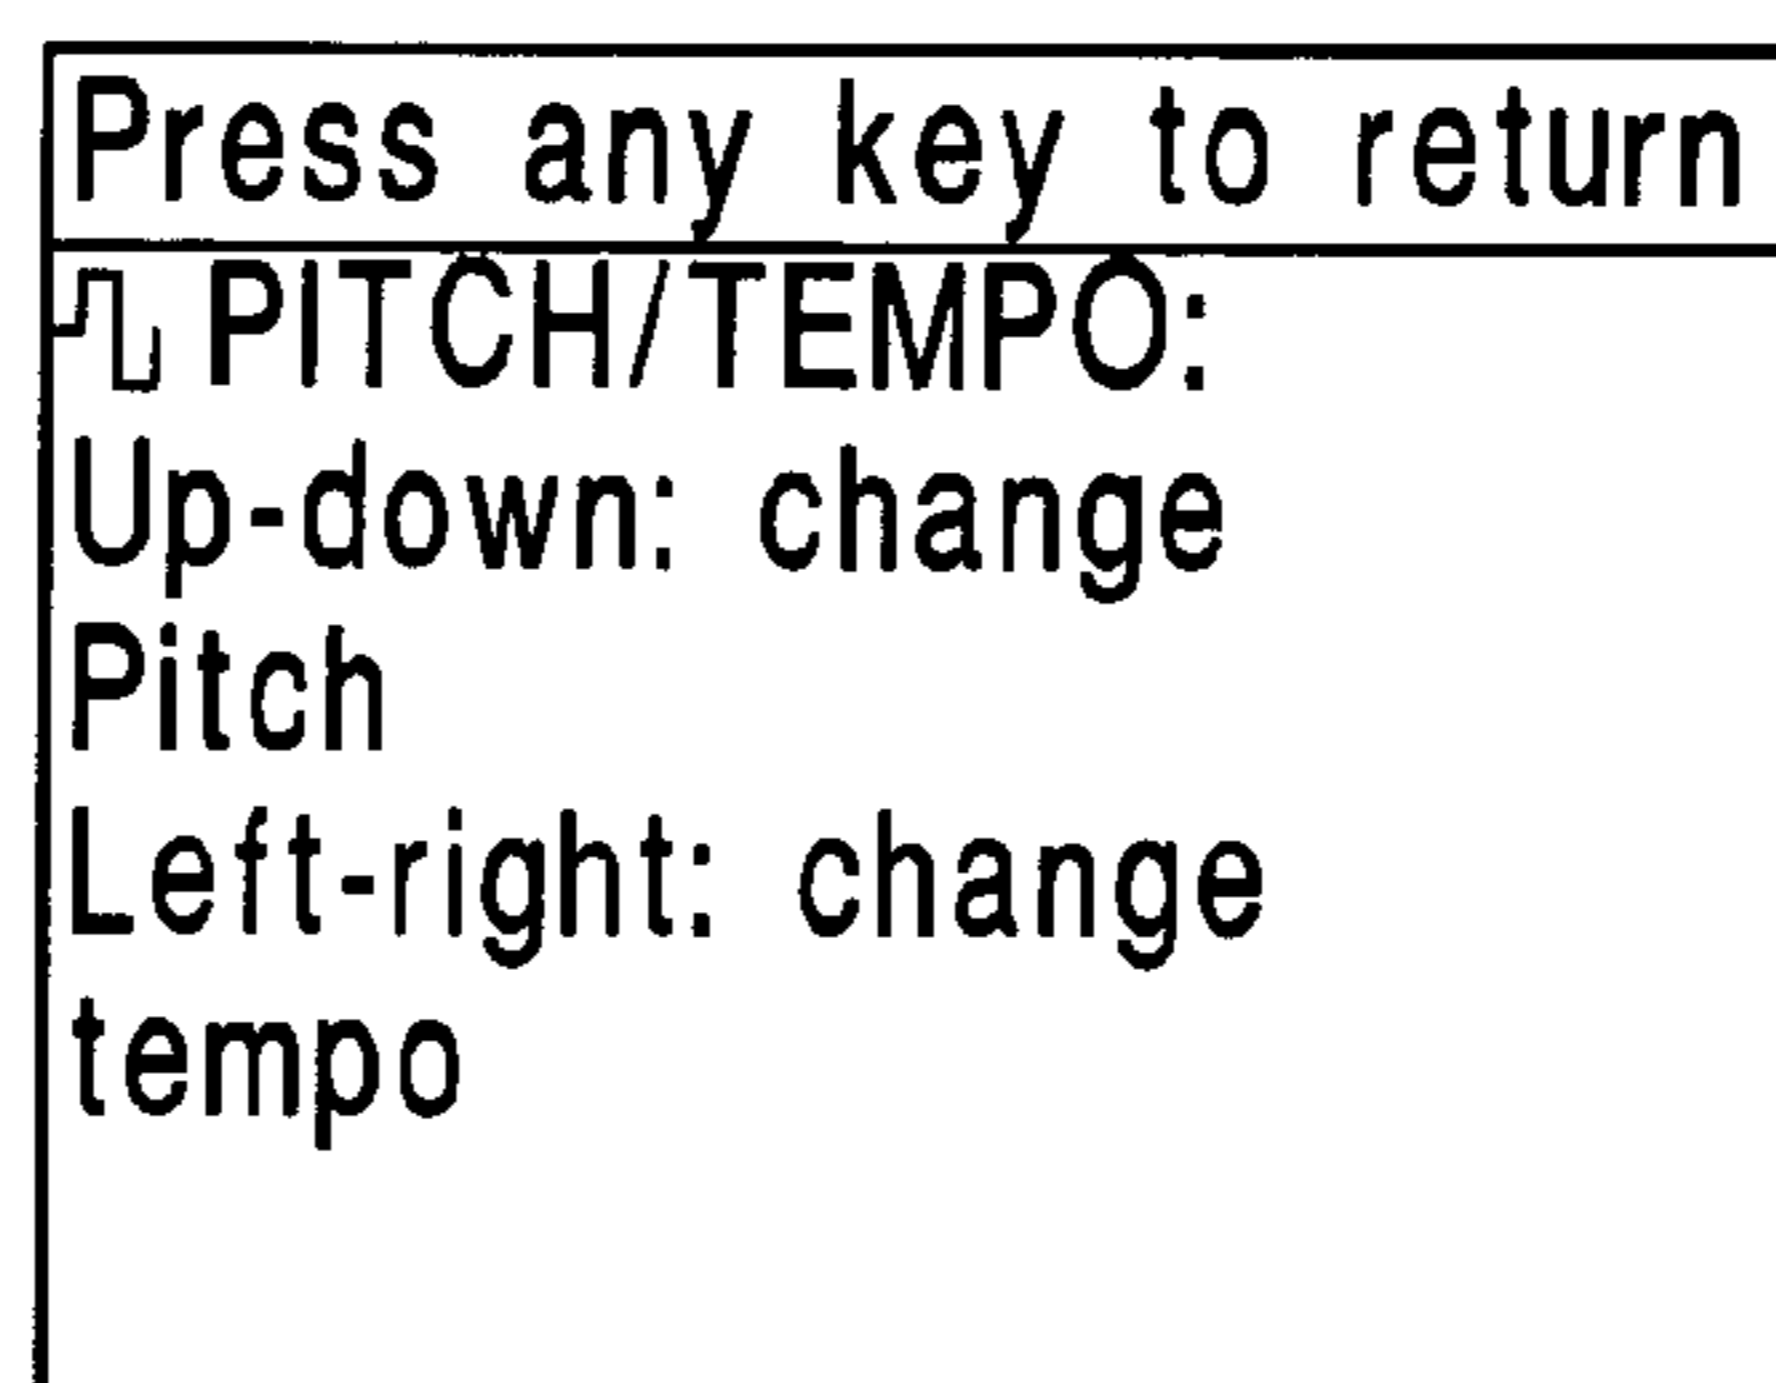 Press any key to return
PITCH/TEMPO:
Up-down: change
Pitch
Left-right: change
tempo